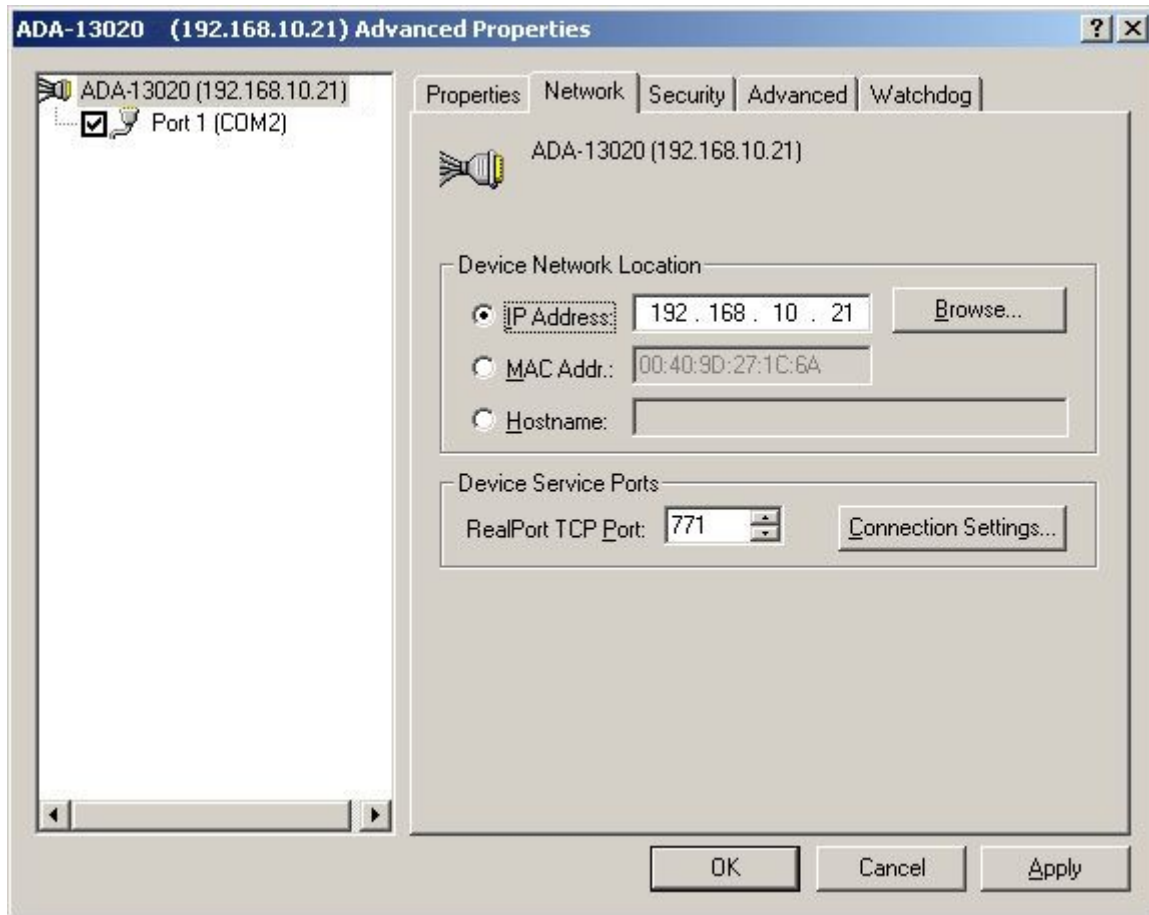 ADA-13020 (192.168.10.21) Advanced Properties
ADA-13020 (192.168.10.21)
Port 1 (COM2)
Properties Network Security Advanced Watchdog
ADA-13020 (192.168.10.21)
Device Network Location
IP Address: 192 . 168 . 10 . 21 Browse...
MAC Addr.: 00:40:9D:27:1C:6A
Hostname:
Device Service Ports
RealPort TCP Port: 771 Connection Settings...
OK Cancel Apply